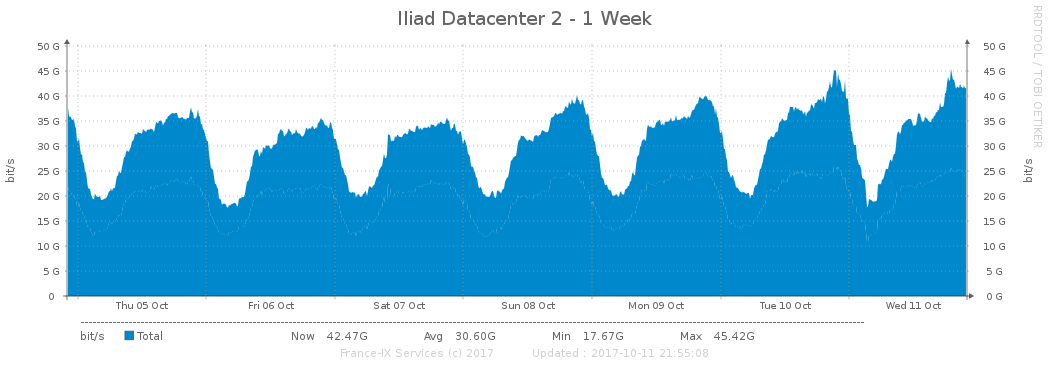 Iliad Datacenter 2 - 1 Week
RRDTOOL / TOBI OETIKER
50 G 50 G
45 G 45 G
40 G 40 G
35 G 35 G
30 G 30 G
25 G 25 G
20 G 20 G
15 G 15 G
10 G 10 G
5 G 5 G
0 0 G
bit/s
bit/s
Thu 05 Oct Fri 06 Oct Sat 07 Oct Sun 08 Oct Mon 09 Oct Tue 10 Oct Wed 11 Oct
bit/s Total Now 42.47G Avg 30.60G Min 17.67G Max 45.42G
France-IX Services (c) 2017 Updated : 2017-10-11 21:55:08